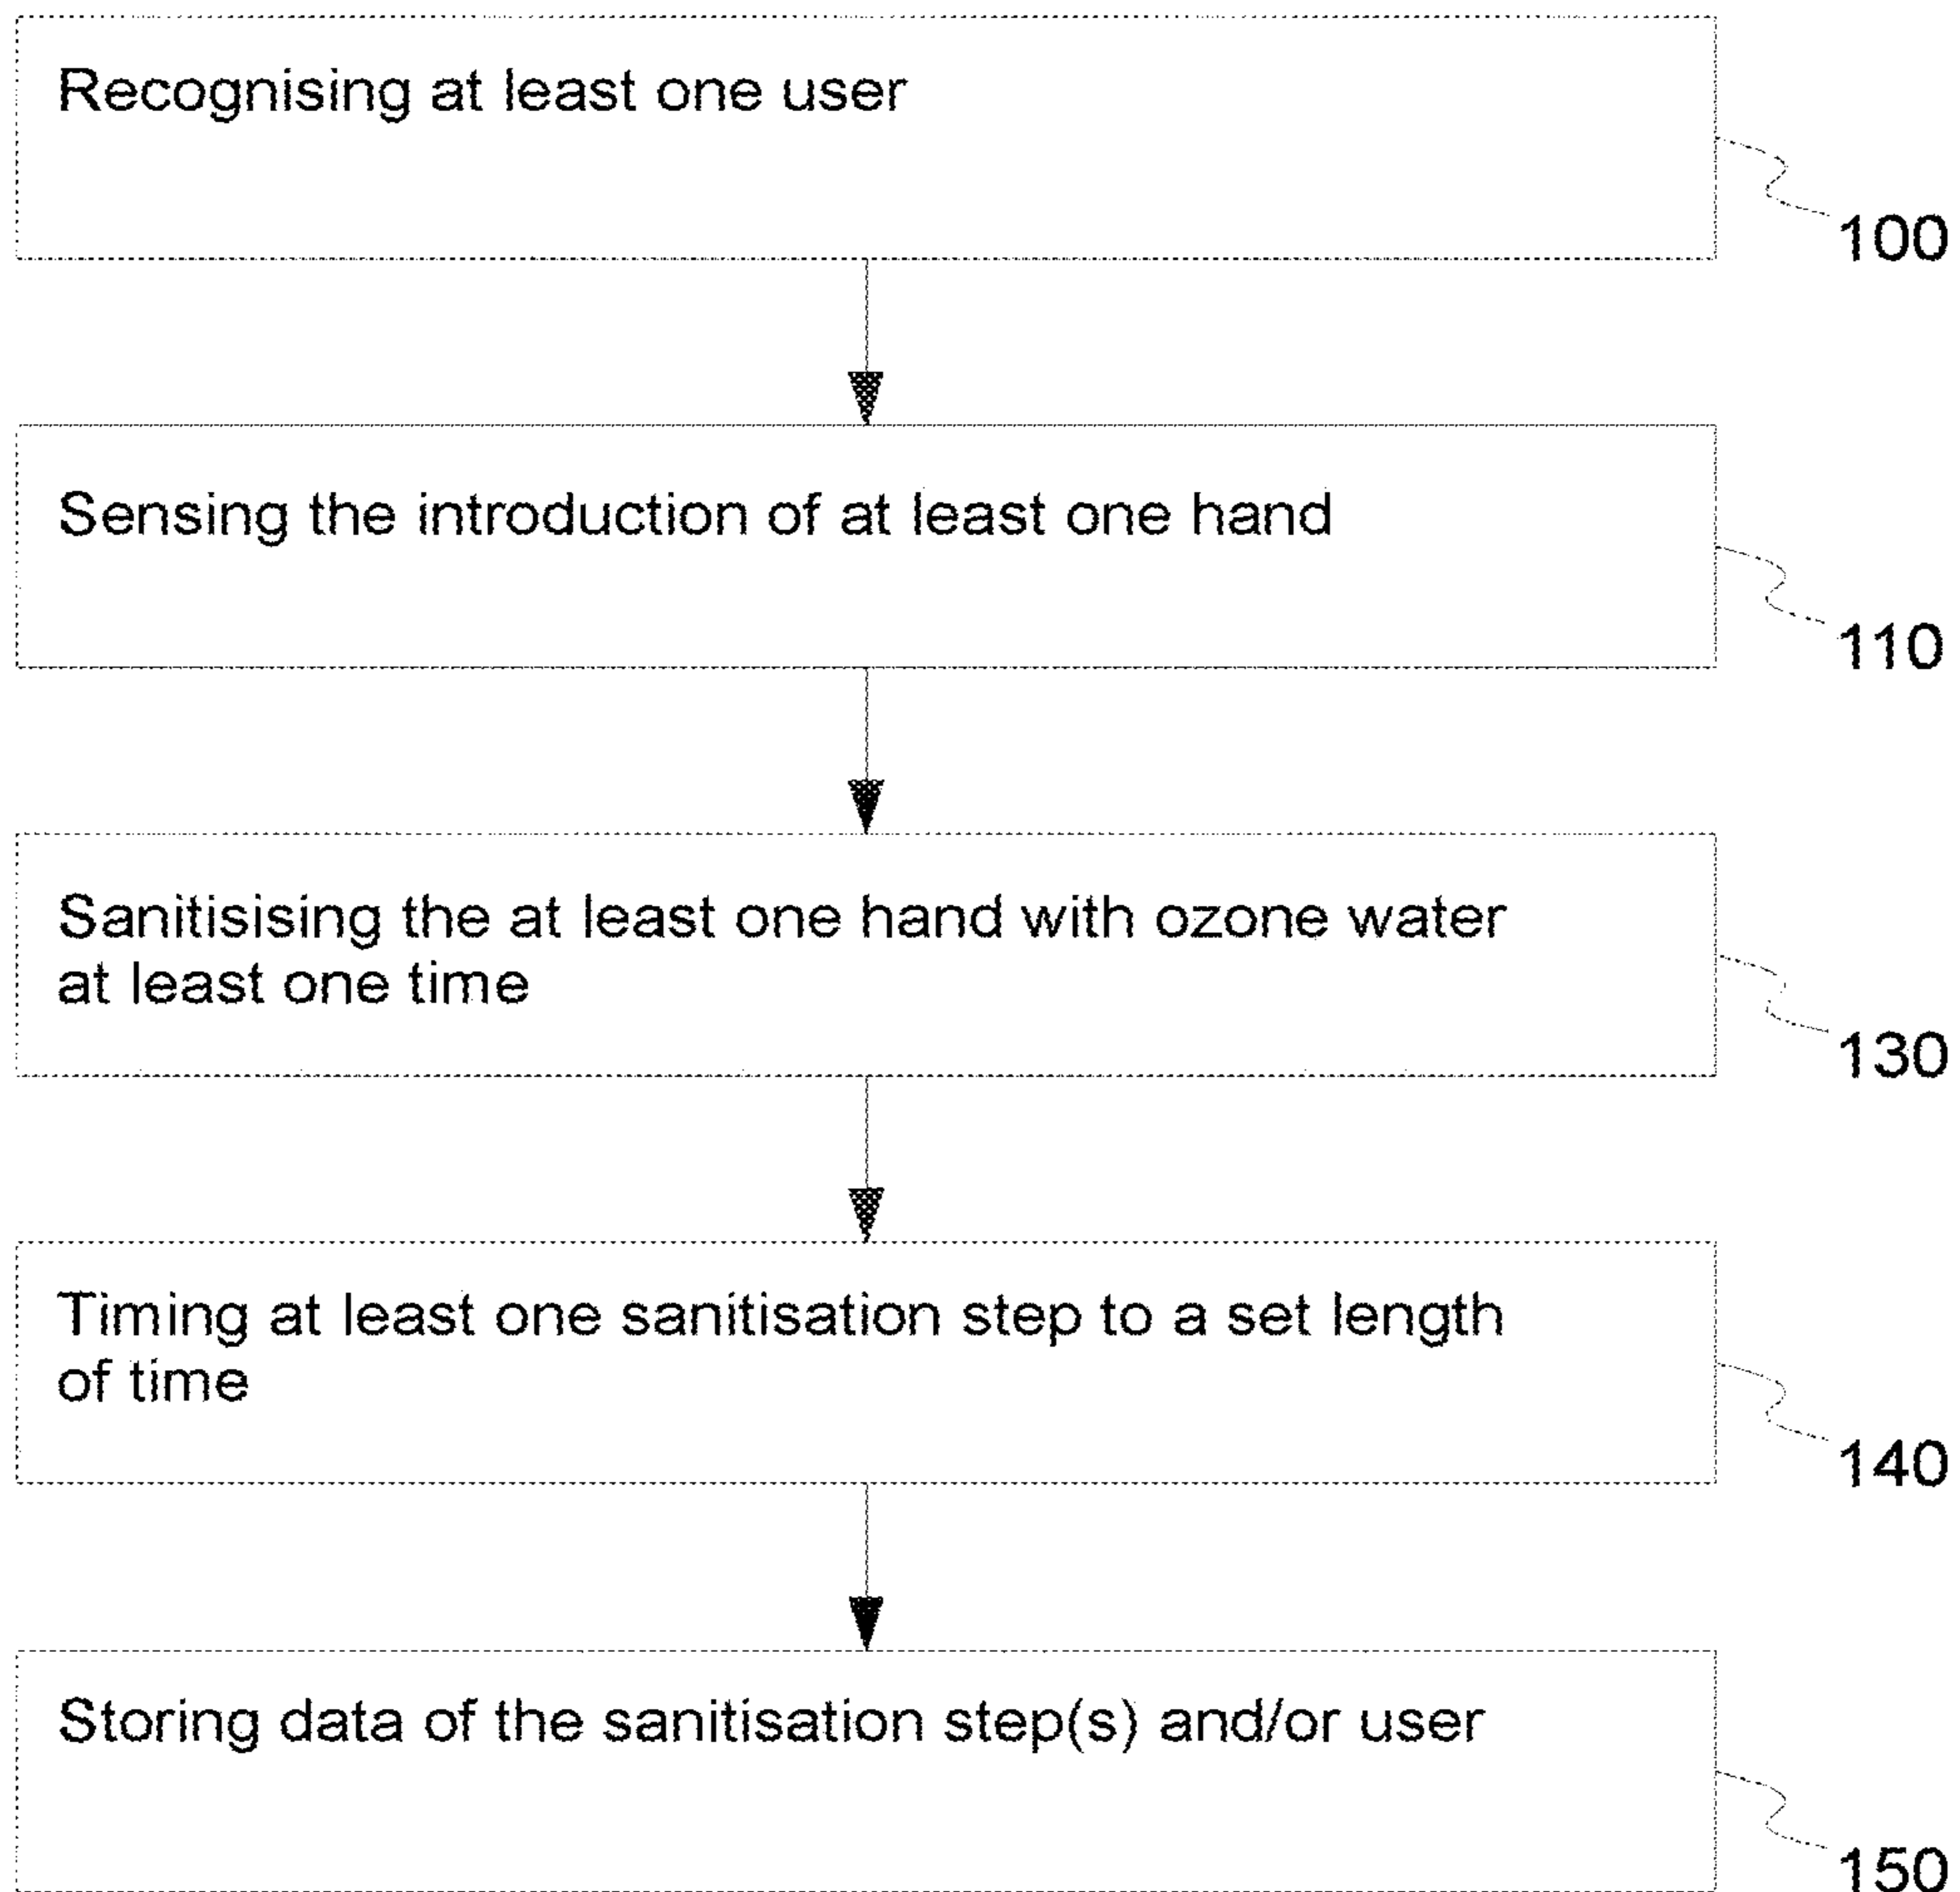 Recognising at least one user
100
Sensing the introduction of at least one hand
110
Sanitisising the at least one hand with ozone water
at least one time
130
Timing at least one sanitisation step to a set length
of time
140
Storing data of the sanitisation step(s) and/or user
150